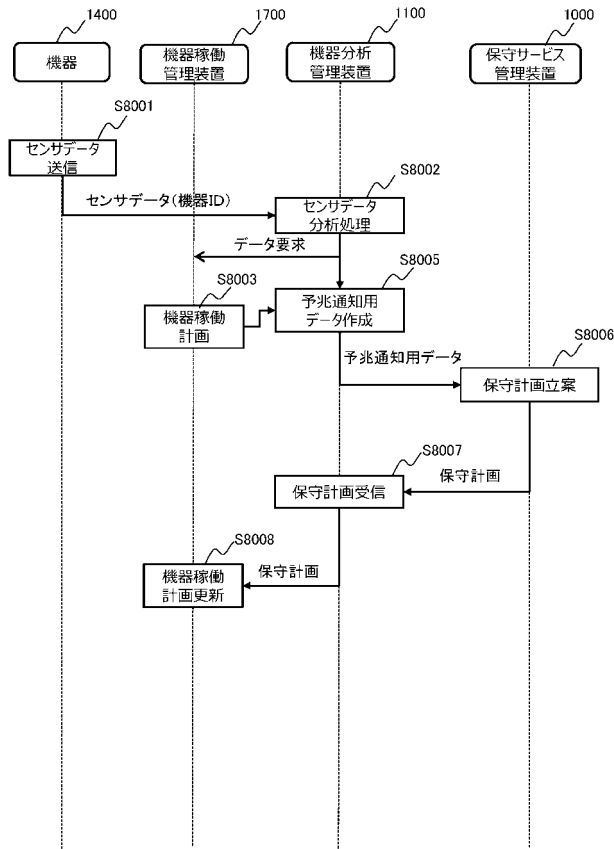 1400
1700
1100
1000
機器
機器稼働
管理装置
機器分析
管理装置
保守サービス
管理装置
S8001
センサデータ
送信
センサデータ(機器ID)
S8002
センサデータ
分析処理
データ要求
S8003
機器稼働
計画
S8005
予兆通知用
データ作成
予兆通知用データ
S8006
保守計画立案
保守計画
S8007
保守計画受信
保守計画
S8008
機器稼働
計画更新